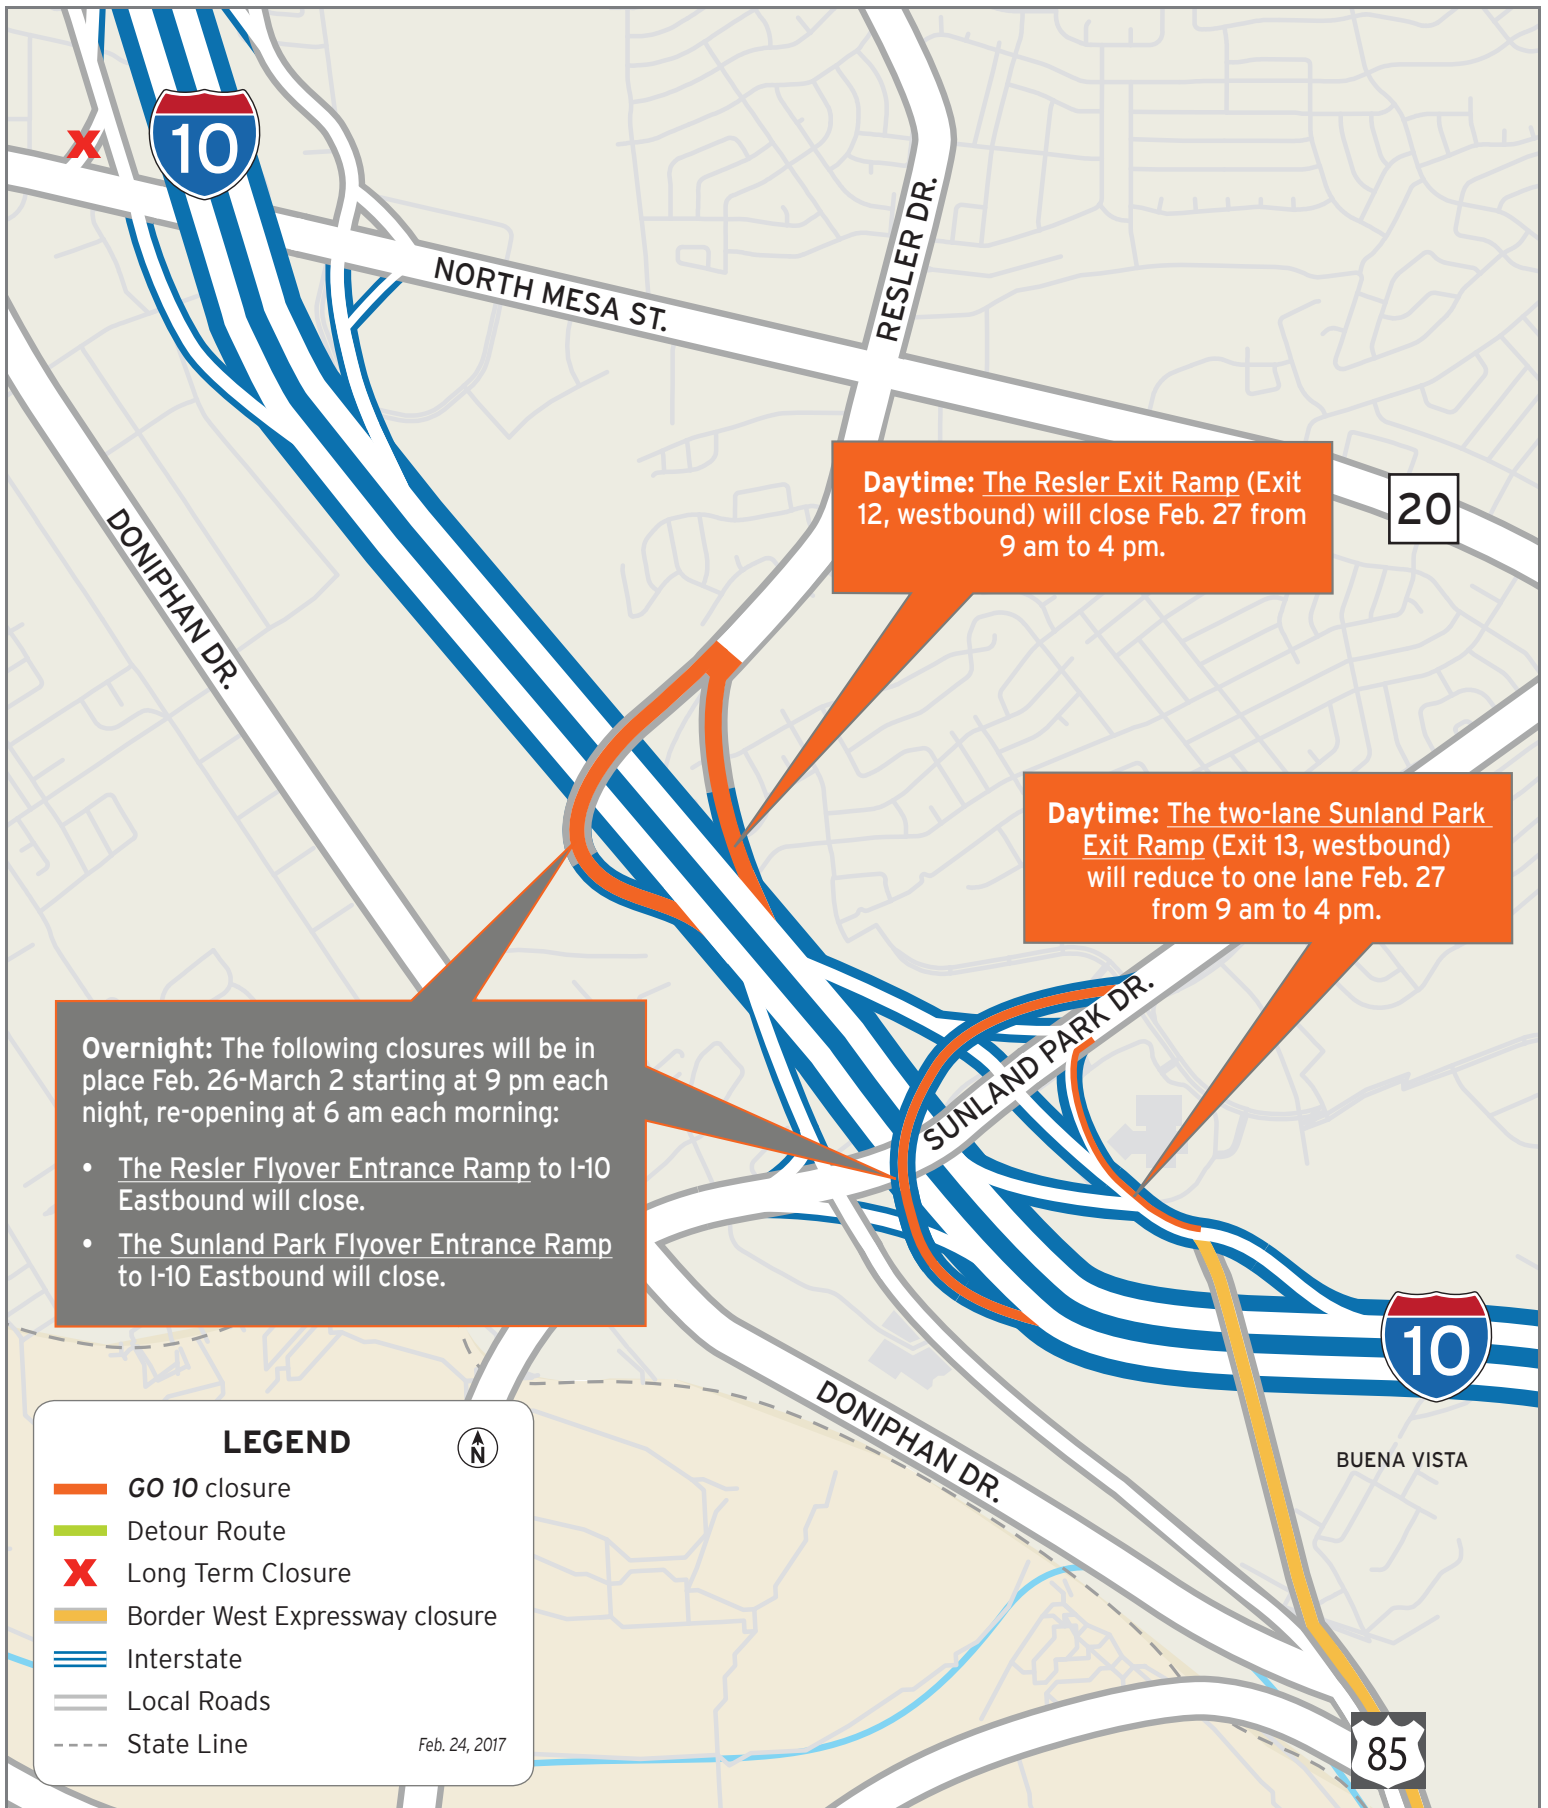 10
NORTH MESA ST.
RESLER DR.
Daytime: The Resler Exit Ramp (Exit
12, westbound) will close Feb. 27 from
9 am to 4 pm.
20
DONIPHAN DR.
Daytime: The two-lane Sunland Park
Exit Ramp (Exit 13, westbound)
will reduce to one lane Feb. 27
from 9 am to 4 pm.
SUNLAND PARK DR.
Overnight: The following closures will be in
place Feb. 26-March 2 starting at 9 pm each
night, re-opening at 6 am each morning:
• The Resler Flyover Entrance Ramp to I-10
Eastbound will close.
• The Sunland Park Flyover Entrance Ramp
to I-10 Eastbound will close.
10
DONIPHAN DR.
BUENA VISTA
LEGEND
N
GO 10 closure
Detour Route
X Long Term Closure
Border West Expressway closure
Interstate
Local Roads
State Line
Feb. 24, 2017
85